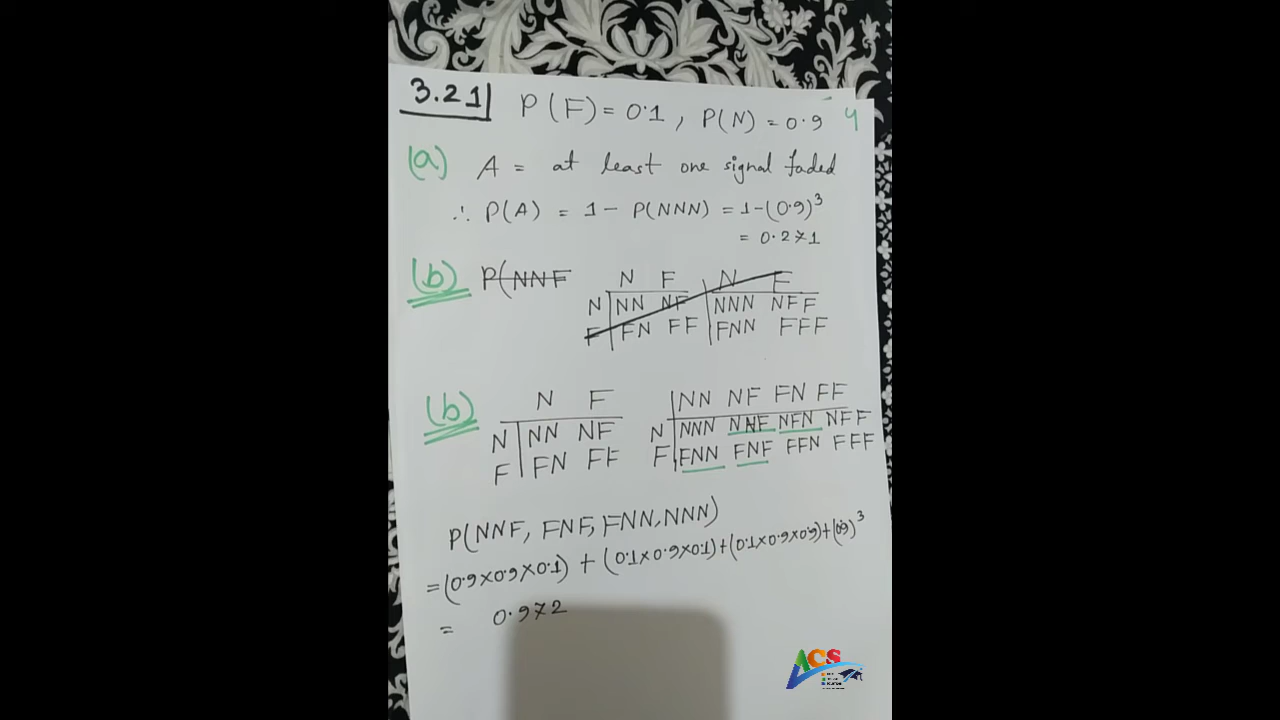 3.21 P(F) = 0.1, P(N) = 0.9 4
(a) A = at least one signal faded
∴ P(A) = 1 - P(NNN) = 1-(0.9)³
= 0.271
(b) P(NNF
N F N F
N NN NF NNN NFF
F FN FF FNN FFF
(b) N F NN NF FN FF
N NN NF N NNN NNF NFN NFF
F FN FF F FNN FNF FFN FFF
P(NNF, FNF, FNN, NNN)
= (0.9×0.9×0.1) + (0.1×0.9×0.1)+(0.1×0.9×0.9)+(0.9)³
= 0.972
ACS